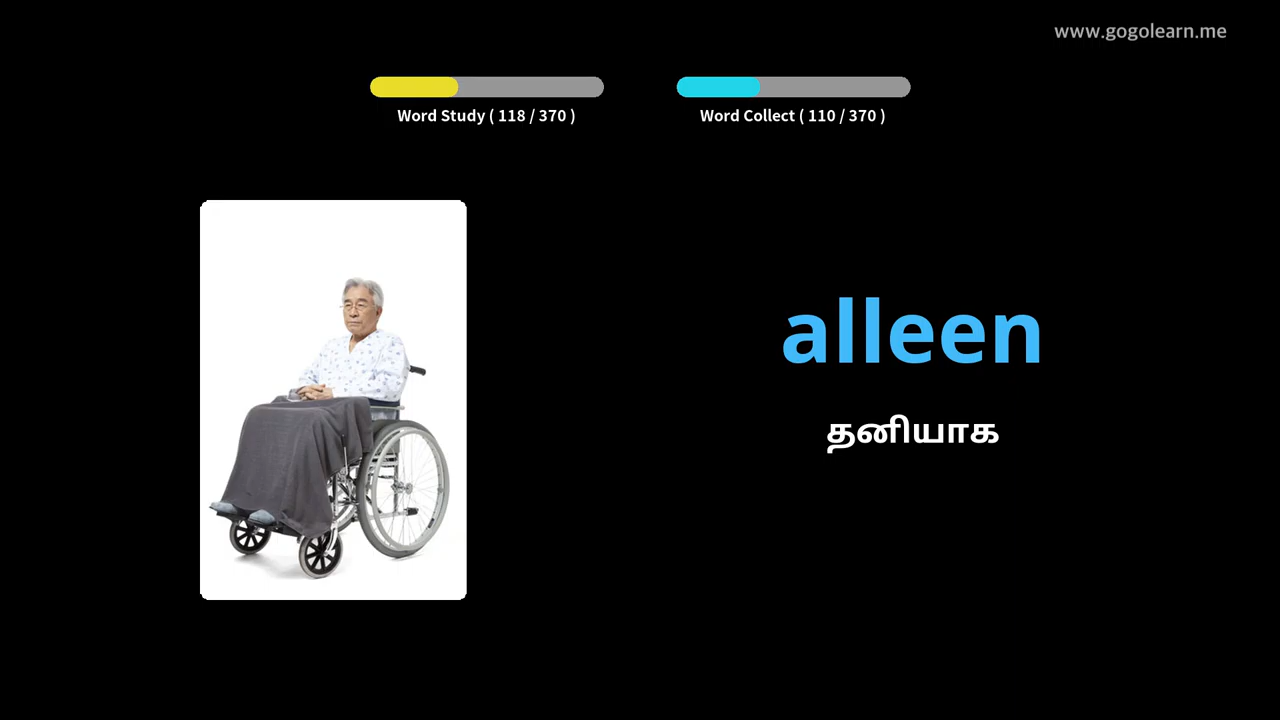 www.gogolearn.me
Word Study ( 118 / 370 )
Word Collect ( 110 / 370 )
alleen
தனியாக